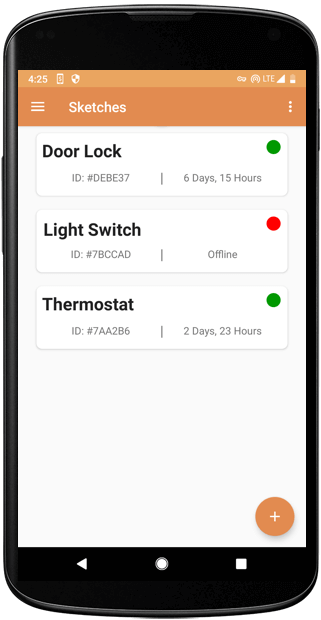 4:25 LTE
Sketches
Door Lock
ID: #DEBE37 | 6 Days, 15 Hours
Light Switch
ID: #7BCCAD | Offline
Thermostat
ID: #7AA2B6 | 2 Days, 23 Hours
+